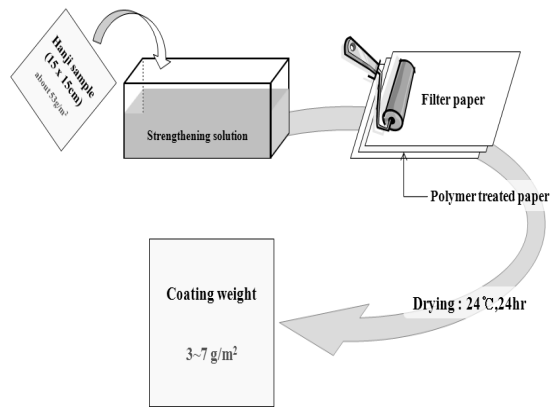 Hanji sample
(15 x 15cm)
about 53g/m²
Strengthening solution
Filter paper
Polymer treated paper
Drying : 24℃,24hr
Coating weight
3~7 g/m²